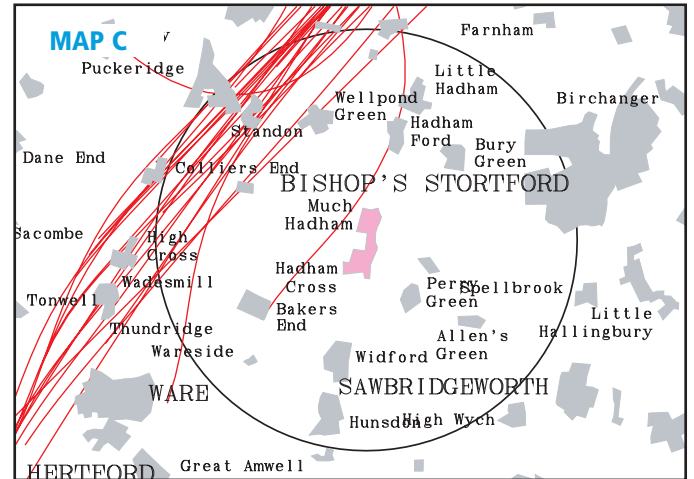 MAP C
Farnham
Puckeridge
Little
Hadham
Wellpond
Green
Birchanger
Standon
Hadham
Ford
Bury
Green
Dane End
Colliers End
BISHOP'S STORTFORD
Much
Hadham
Sacombe
High
Cross
Hadham
Cross
Wadesmill
Perry
Green
Spellbrook
Tonwell
Bakers
End
Little
Hallingbury
Thundridge
Allen's
Green
Wareside
Widford
WARE
SAWBRIDGEWORTH
Hunsdon
High Wych
HERTFORD
Great Amwell